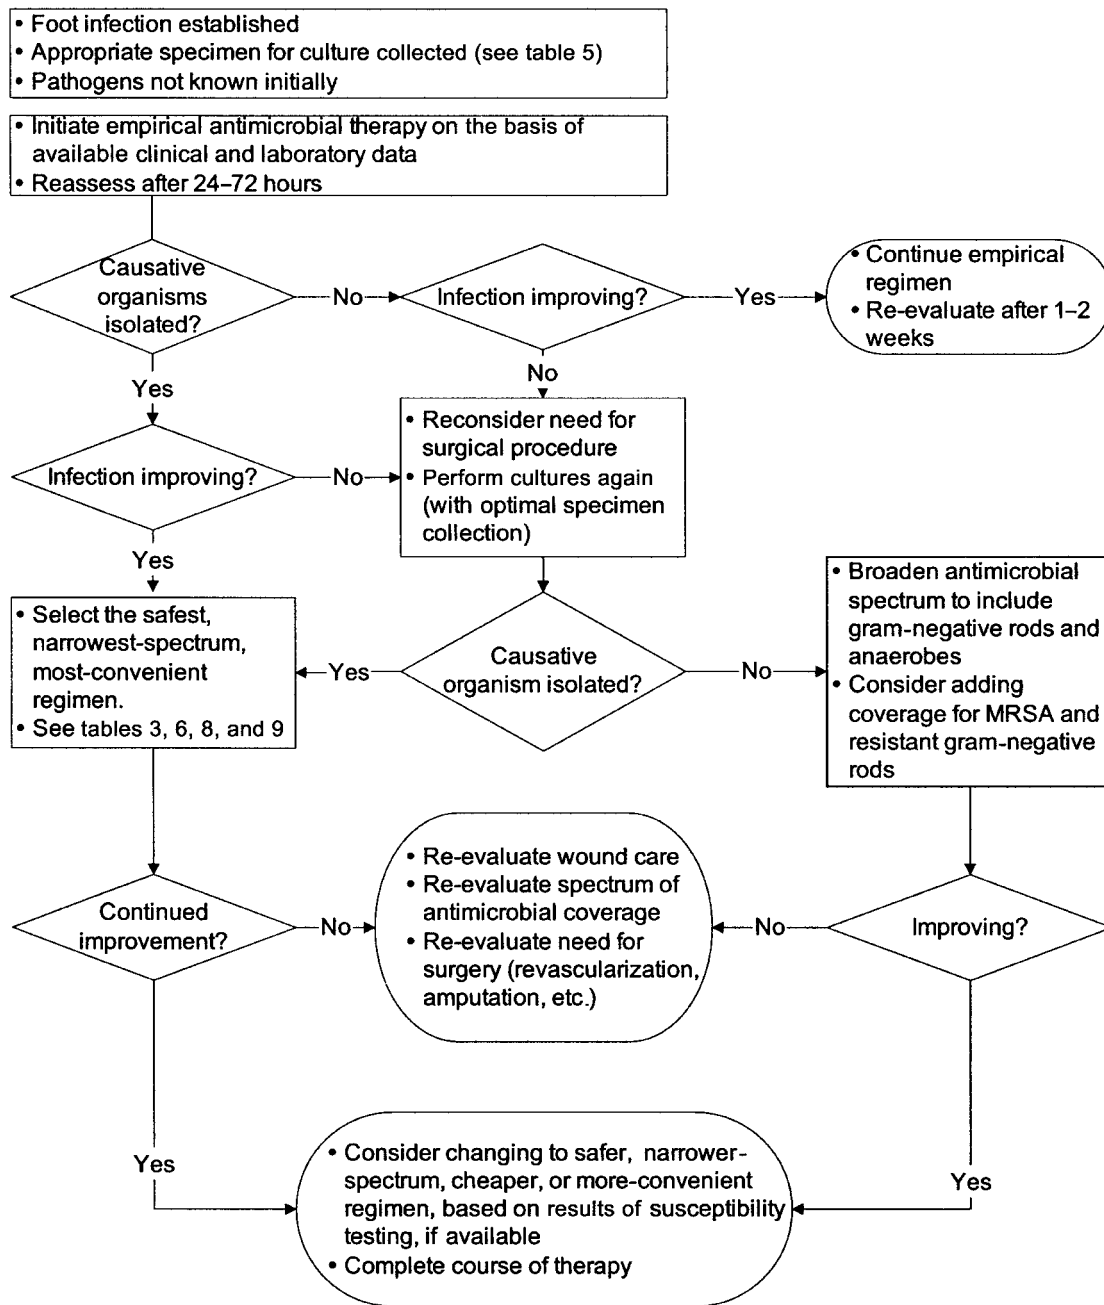 • Foot infection established
• Appropriate specimen for culture collected (see table 5)
• Pathogens not known initially
• Initiate empirical antimicrobial therapy on the basis of
available clinical and laboratory data
• Reassess after 24–72 hours
Causative
organisms
isolated?
No
Infection improving?
Yes
• Continue empirical
regimen
• Re-evaluate after 1–2
weeks
Yes
No
Infection improving?
No
• Reconsider need for
surgical procedure
• Perform cultures again
(with optimal specimen
collection)
Yes
• Select the safest,
narrowest-spectrum,
most-convenient
regimen.
• See tables 3, 6, 8, and 9
Yes
Causative
organism isolated?
No
• Broaden antimicrobial
spectrum to include
gram-negative rods and
anaerobes
• Consider adding
coverage for MRSA and
resistant gram-negative
rods
Continued
improvement?
No
• Re-evaluate wound care
• Re-evaluate spectrum of
antimicrobial coverage
• Re-evaluate need for
surgery (revascularization,
amputation, etc.)
No
Improving?
Yes
• Consider changing to safer, narrower-
spectrum, cheaper, or more-convenient
regimen, based on results of susceptibility
testing, if available
• Complete course of therapy
Yes